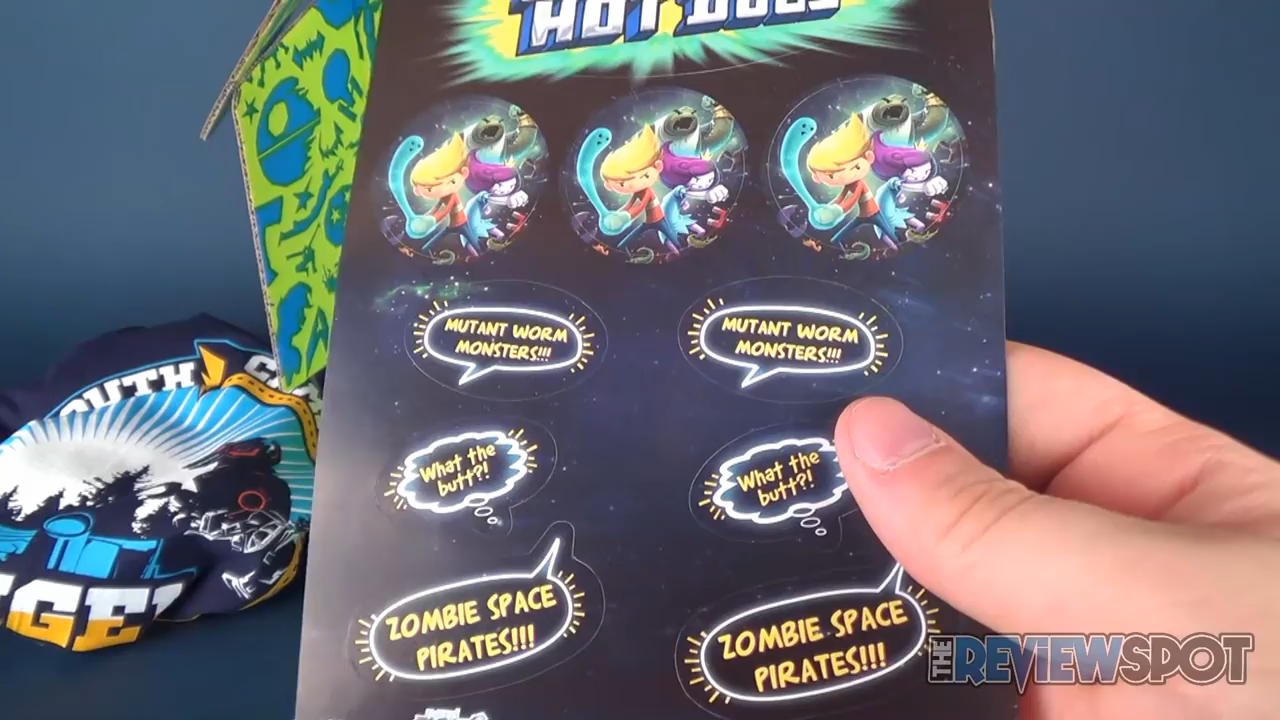 HOT DOGS
MUTANT WORM
MONSTERS!!!
MUTANT WORM
MONSTERS!!!
What the
butt?!
What the
butt?!
ZOMBIE SPACE
PIRATES!!!
ZOMBIE SPACE
PIRATES!!!
THE REVIEWSPOT